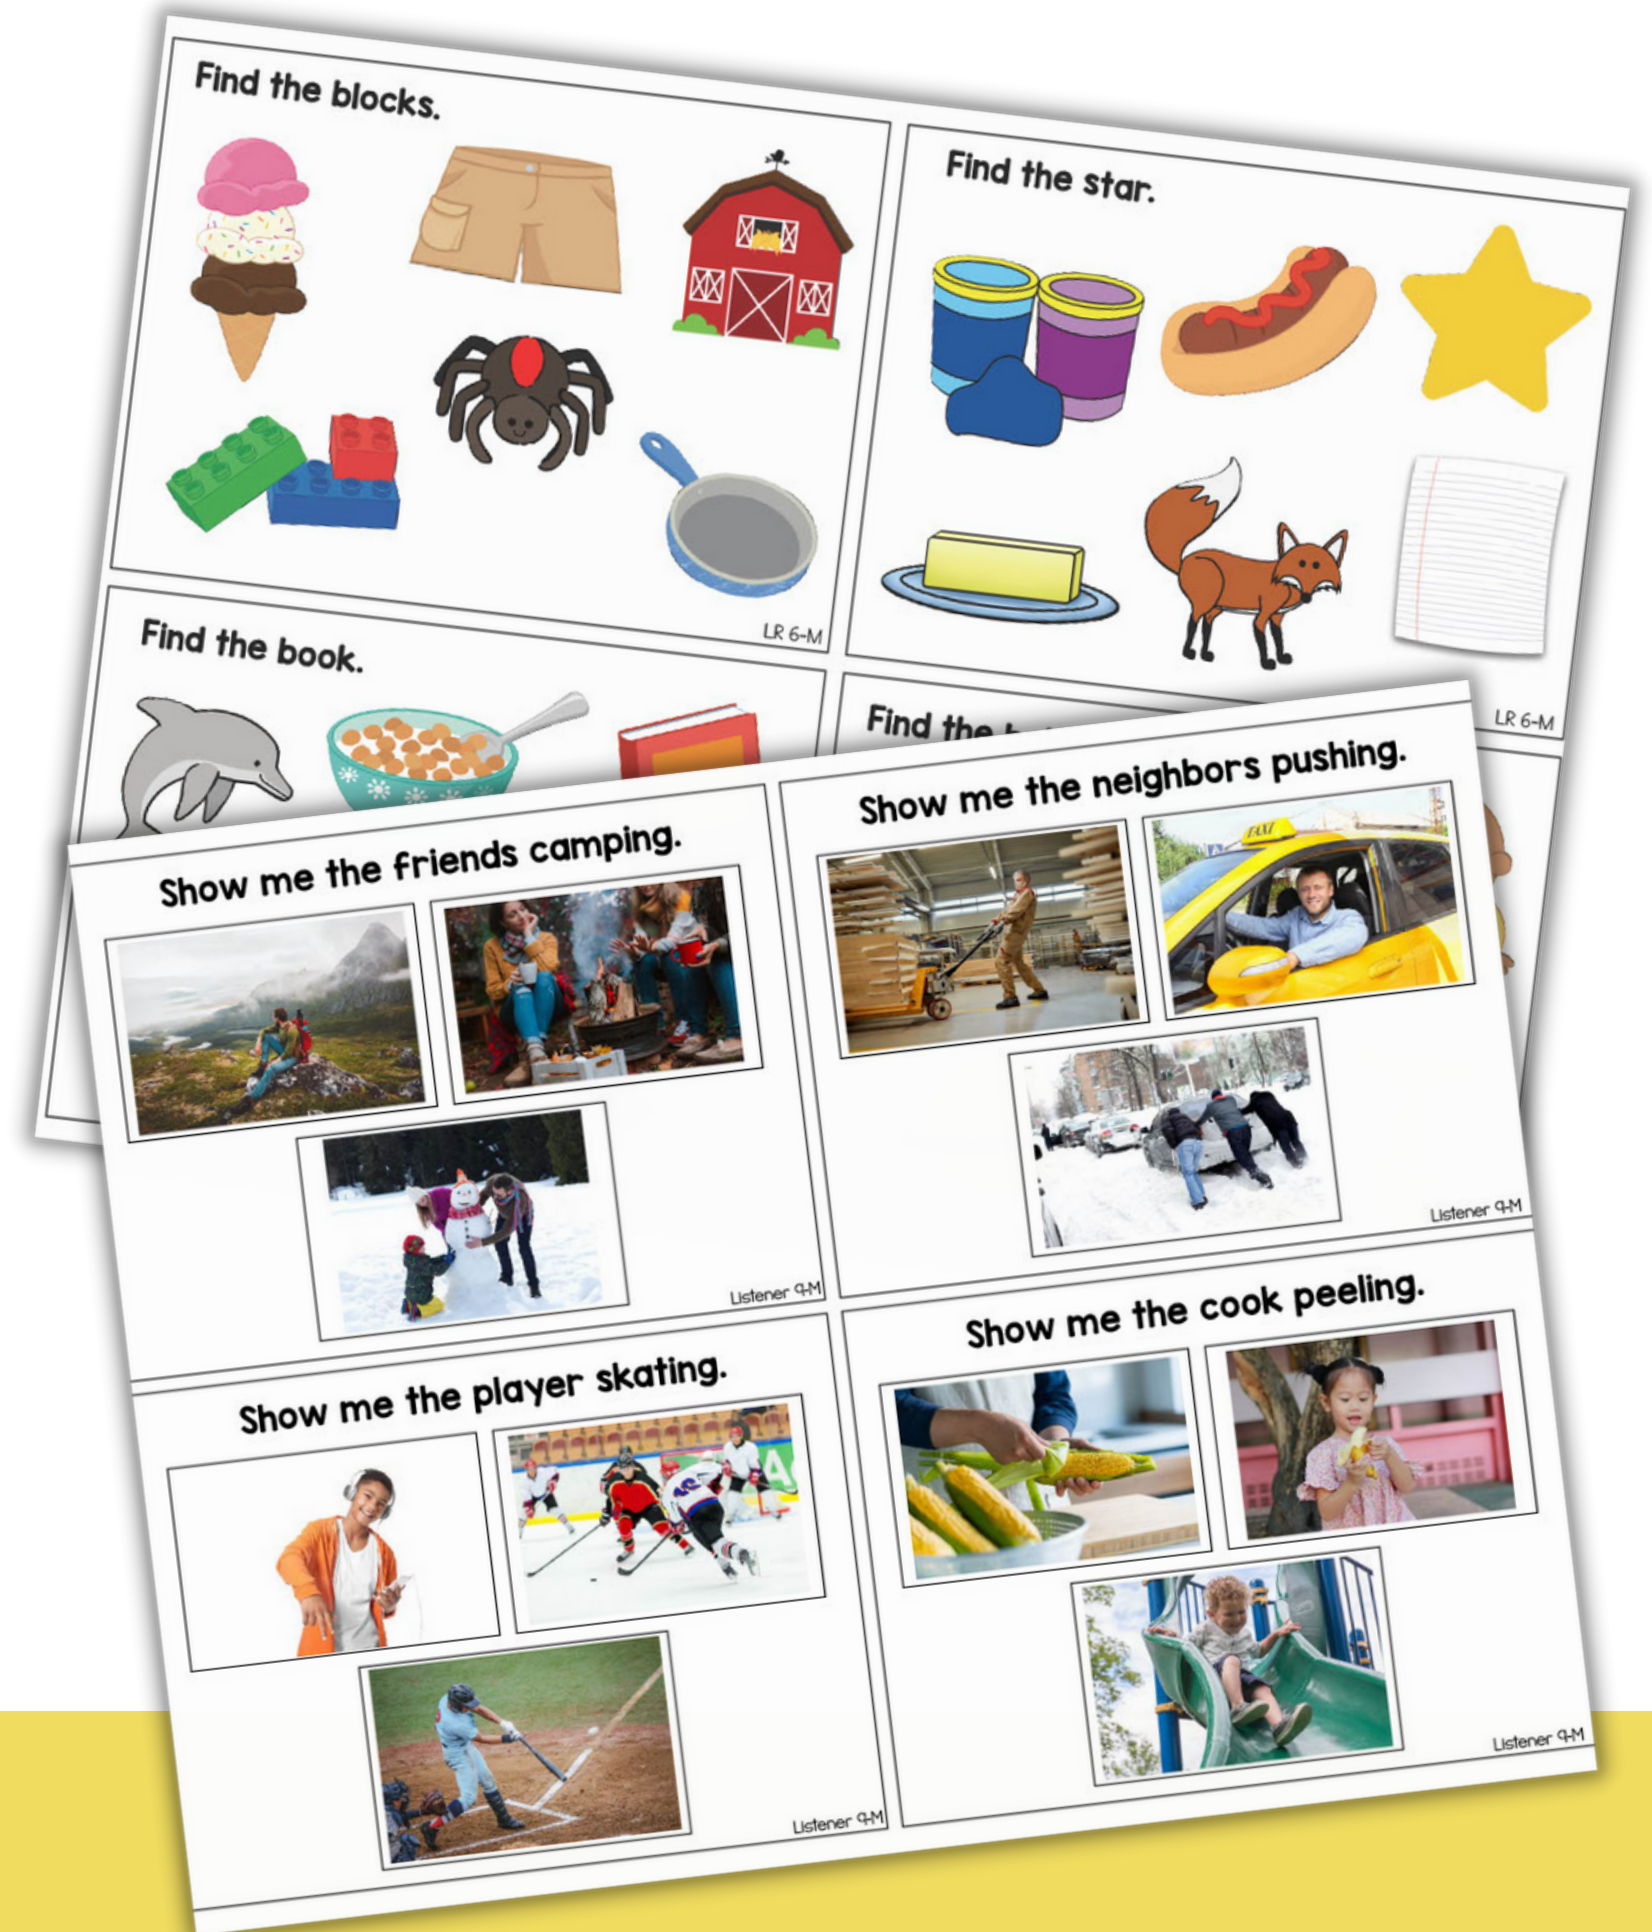 Find the blocks.
LR 6-M
Find the star.
LR 6-M
Find the book.
Find the
Show me the friends camping.
Listener 9-M
Show me the neighbors pushing.
TAXI
Listener 9-M
Show me the player skating.
Listener 9-M
Show me the cook peeling.
Listener 9-M